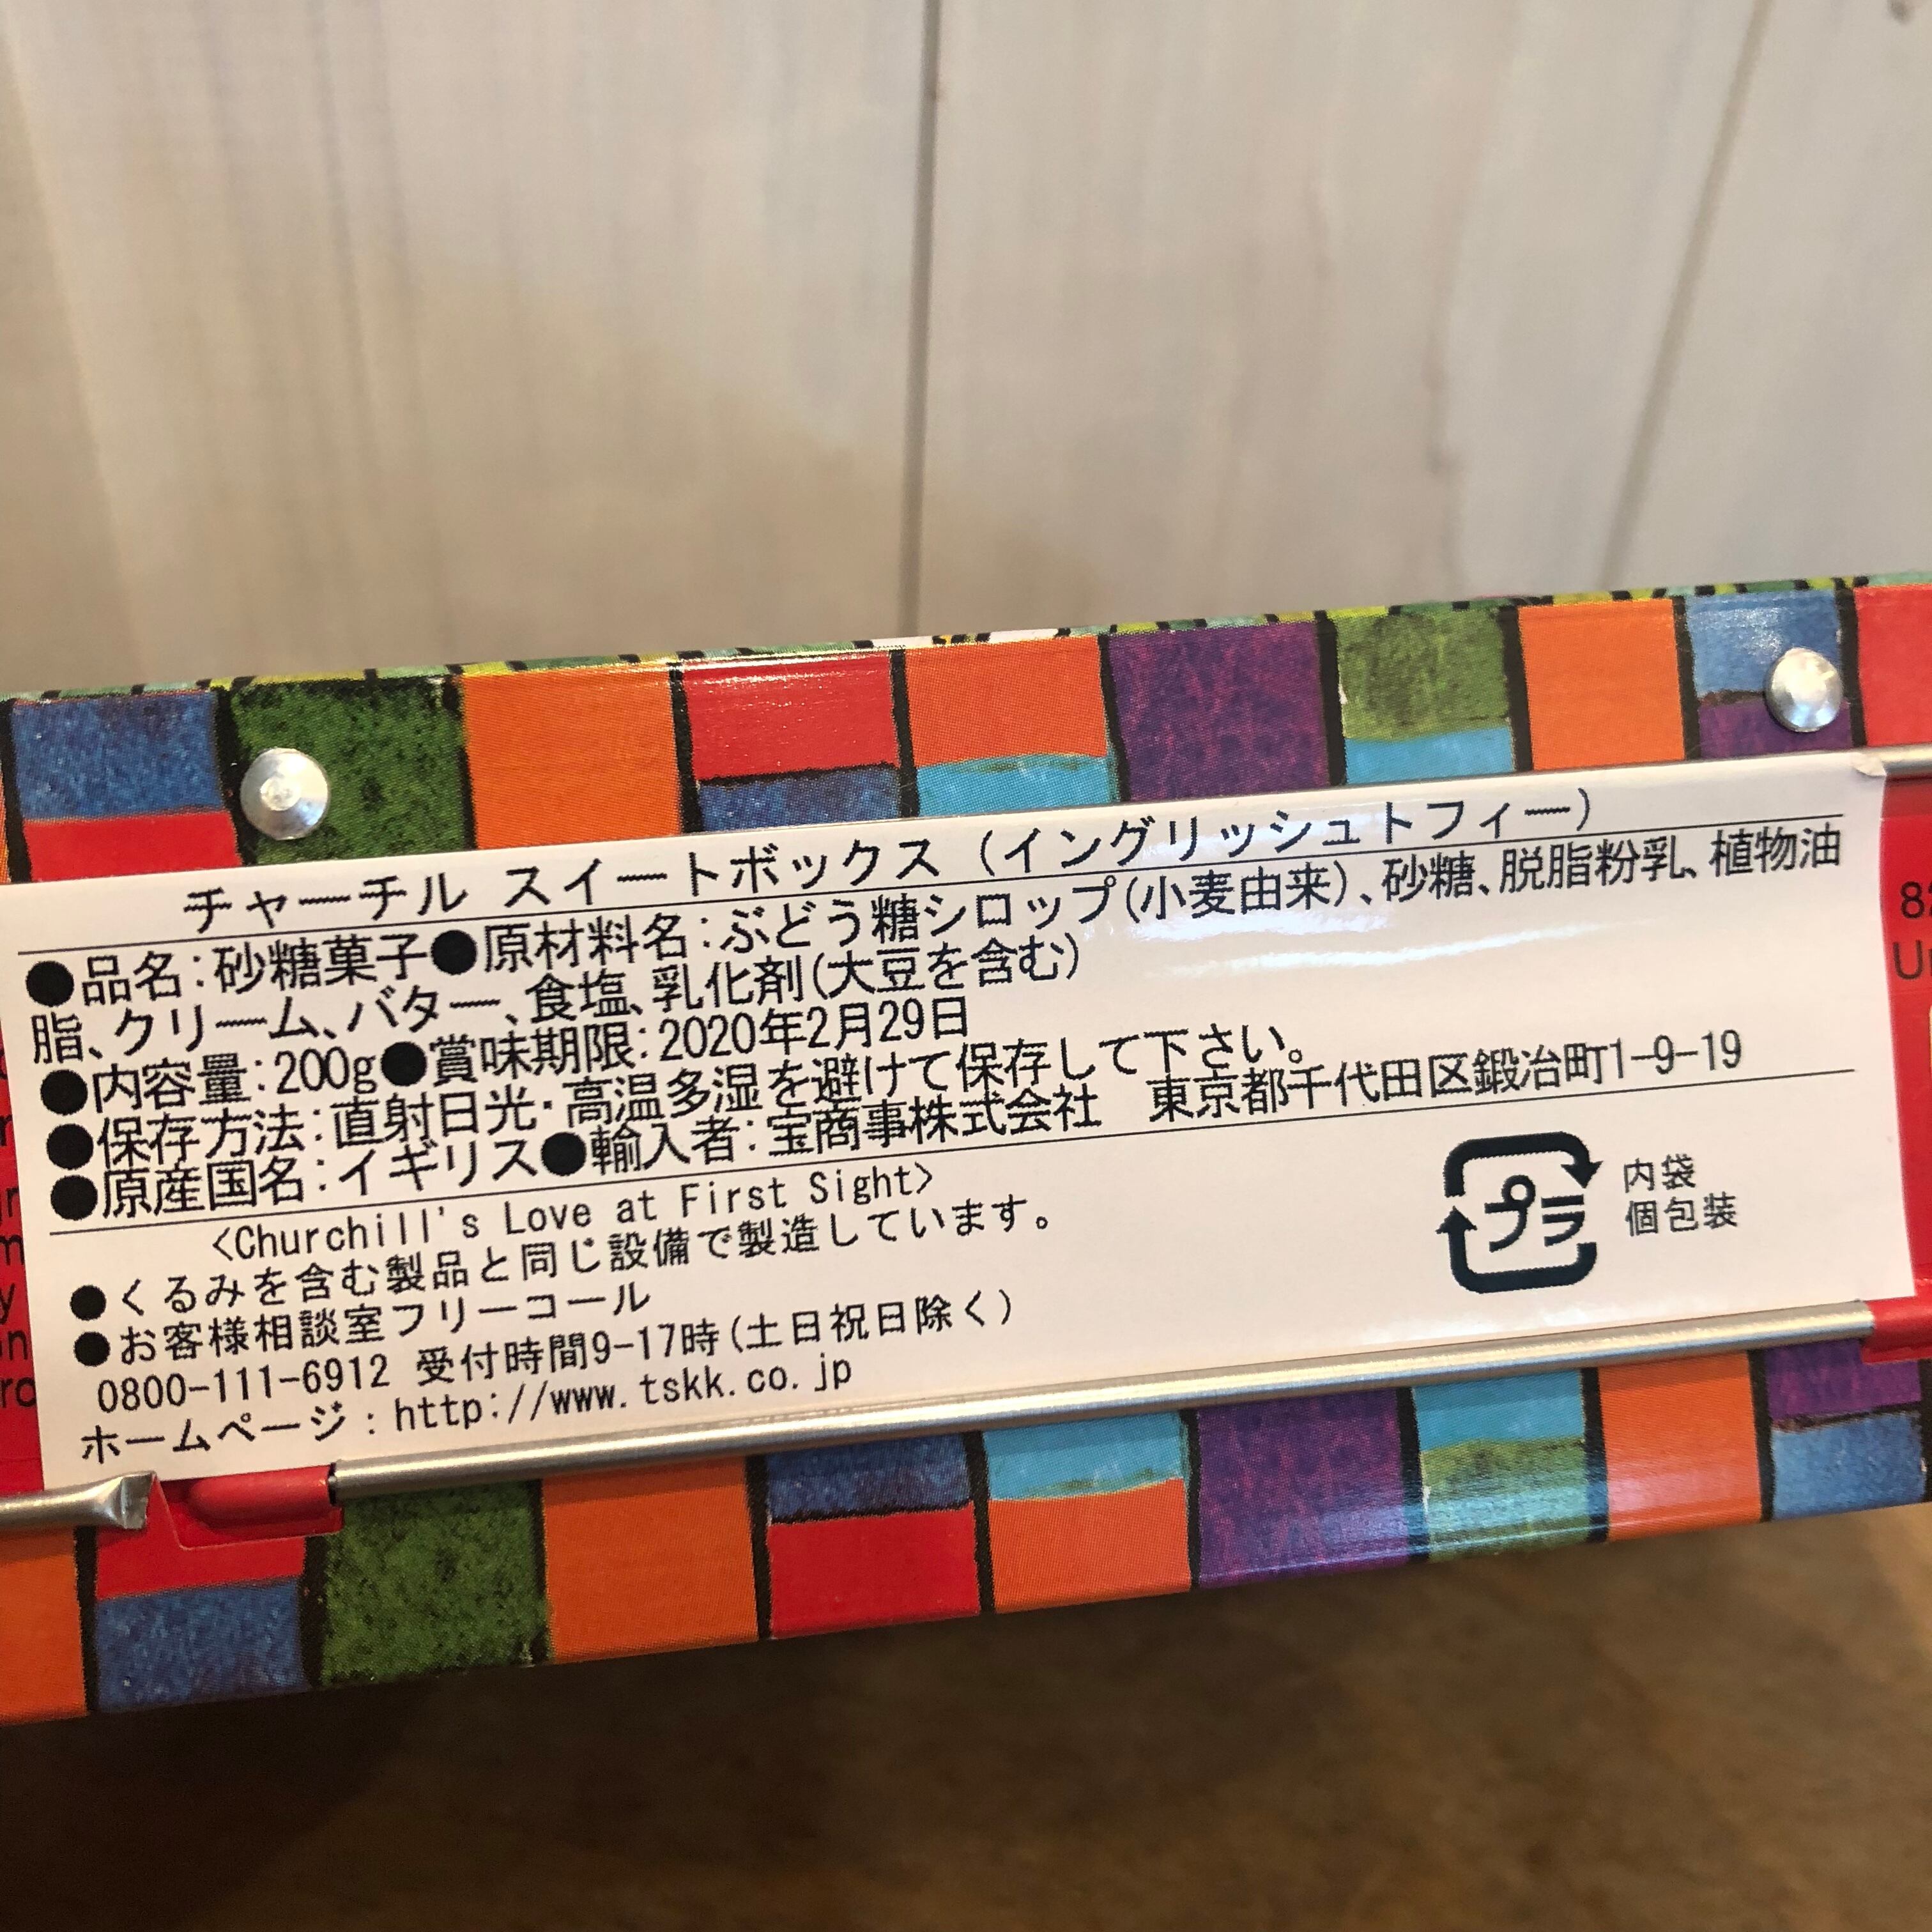 チャーチル スイートボックス (イングリッシュトフィー)
●品名:砂糖菓子●原材料名:ぶどう糖シロップ(小麦由来)、砂糖、脱脂粉乳、植物油
脂、クリーム、バター、食塩、乳化剤(大豆を含む)
●内容量:200g●賞味期限:2020年2月29日
●保存方法:直射日光・高温多湿を避けて保存して下さい。
●原産国名:イギリス●輸入者:宝商事株式会社 東京都千代田区鍛冶町1-9-19
<Churchill's Love at First Sight>
●くるみを含む製品と同じ設備で製造しています。
●お客様相談室フリーコール
0800-111-6912 受付時間9-17時(土日祝日除く)
ホームページ:http://www.tskk.co.jp
プラ
内袋
個包装